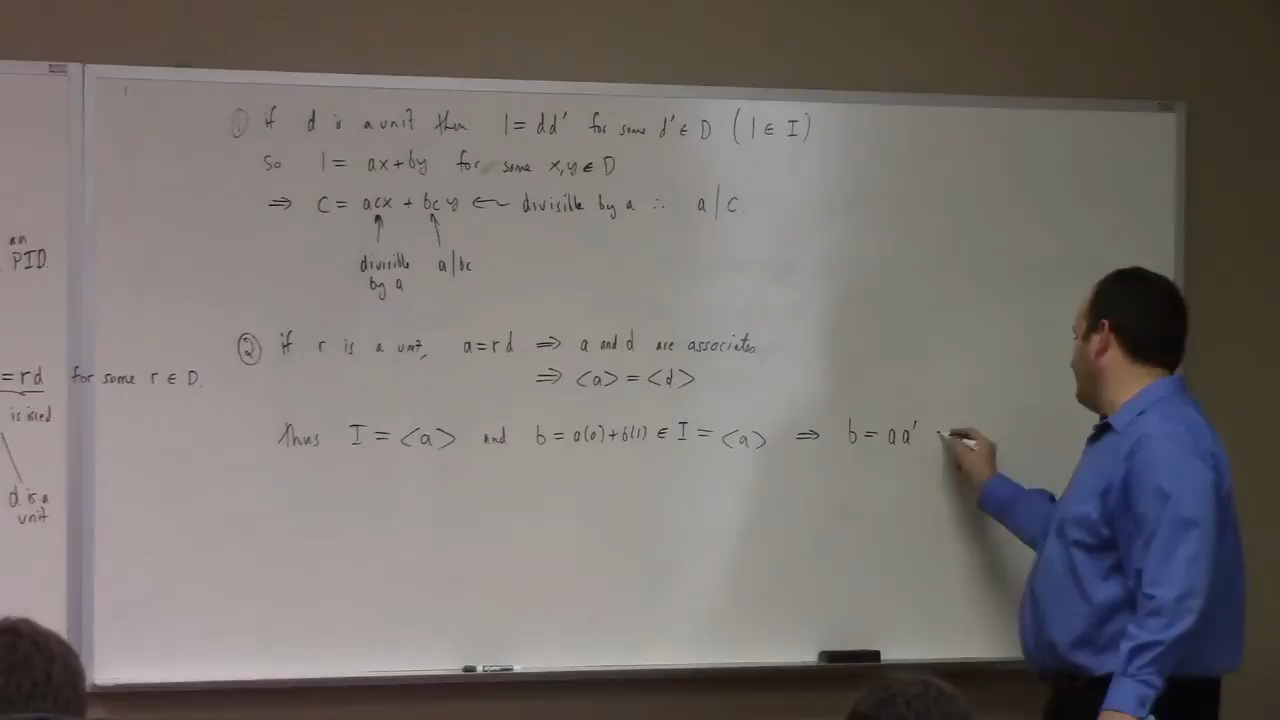 an
PID.
=rd for some r ∈ D.
is irred
d is a
unit
① if d is a unit then 1 = dd' for some d' ∈ D (1 ∈ I)
So 1 = ax+by for some x,y ∈ D
⇒ c = acx + bcy ← divisible by a ∴ a|c.
divisible a|bc
by a
② if r is a unit, a=rd ⇒ a and d are associates
⇒ <a> = <d>
Thus I = <a> and b = a(0)+b(1) ∈ I = <a> ⇒ b = aa'